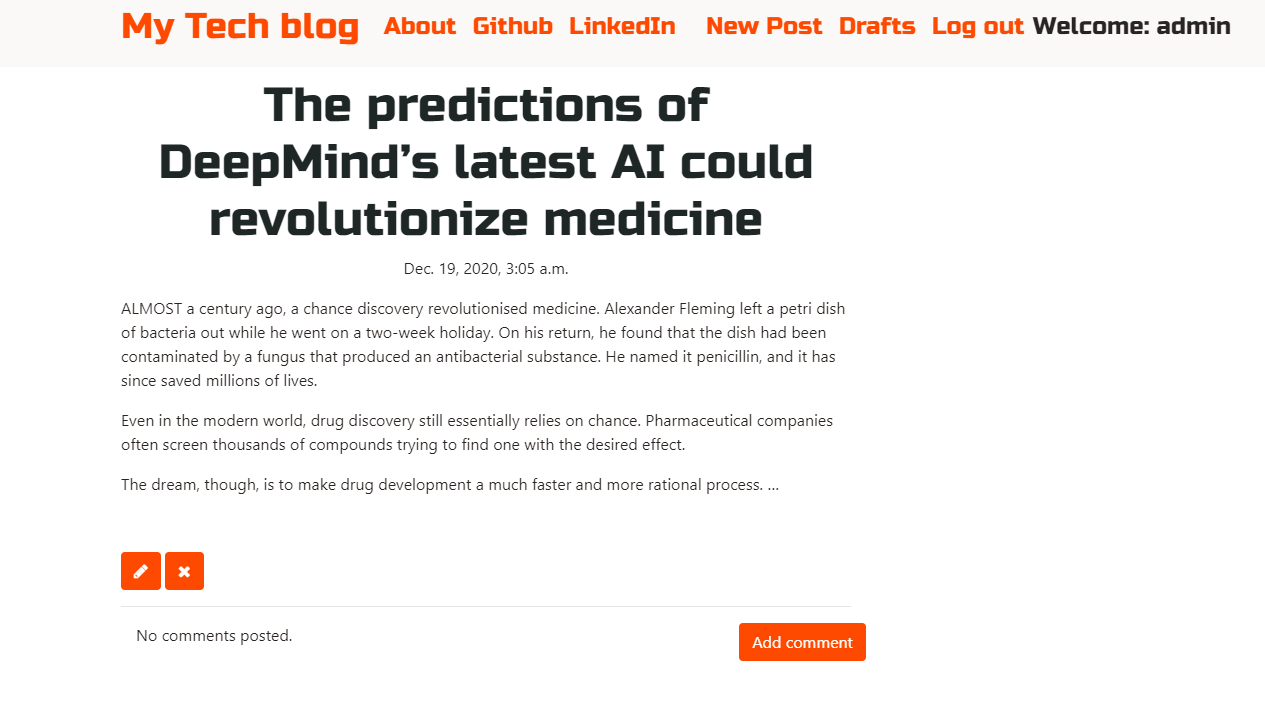 My Tech blog About Github LinkedIn New Post Drafts Log out Welcome: admin
The predictions of
DeepMind’s latest AI could
revolutionize medicine
Dec. 19, 2020, 3:05 a.m.
ALMOST a century ago, a chance discovery revolutionised medicine. Alexander Fleming left a petri dish
of bacteria out while he went on a two-week holiday. On his return, he found that the dish had been
contaminated by a fungus that produced an antibacterial substance. He named it penicillin, and it has
since saved millions of lives.
Even in the modern world, drug discovery still essentially relies on chance. Pharmaceutical companies
often screen thousands of compounds trying to find one with the desired effect.
The dream, though, is to make drug development a much faster and more rational process. ...
No comments posted.
Add comment